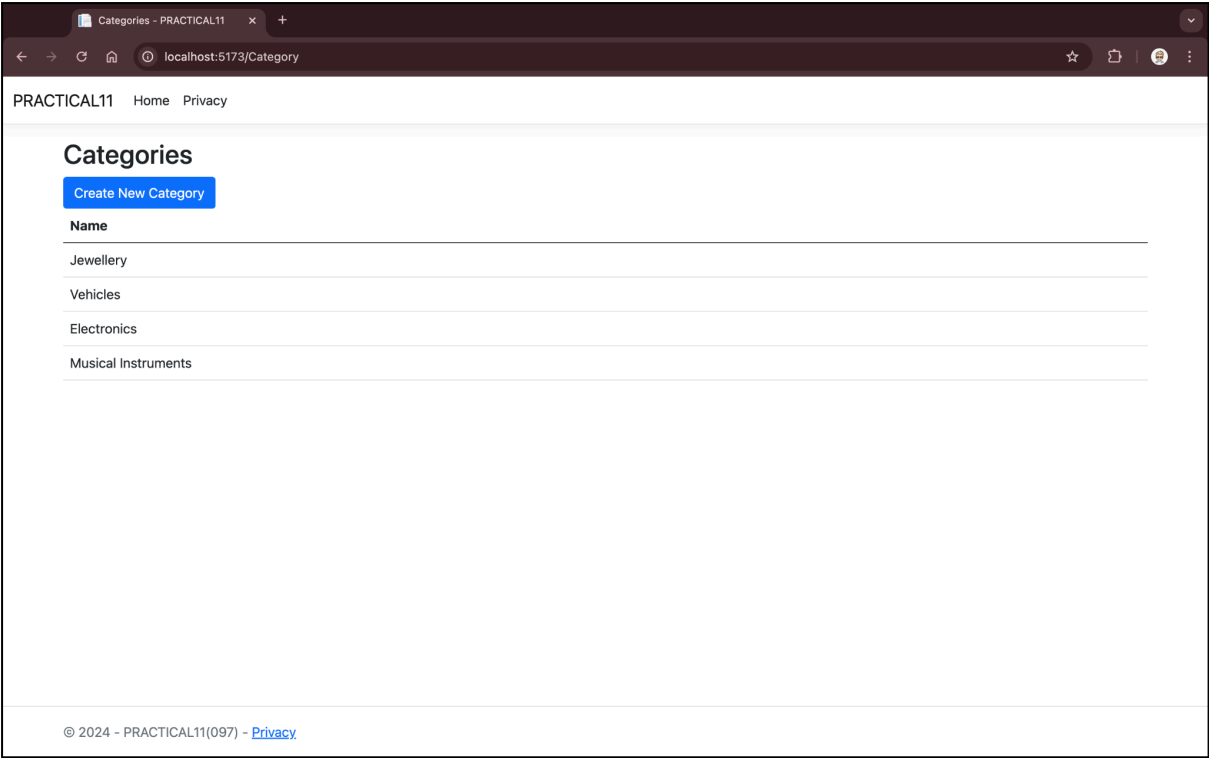 Categories - PRACTICAL11
localhost:5173/Category
PRACTICAL11 Home Privacy
Categories
Create New Category
Name
Jewellery
Vehicles
Electronics
Musical Instruments
© 2024 - PRACTICAL11(097) - Privacy